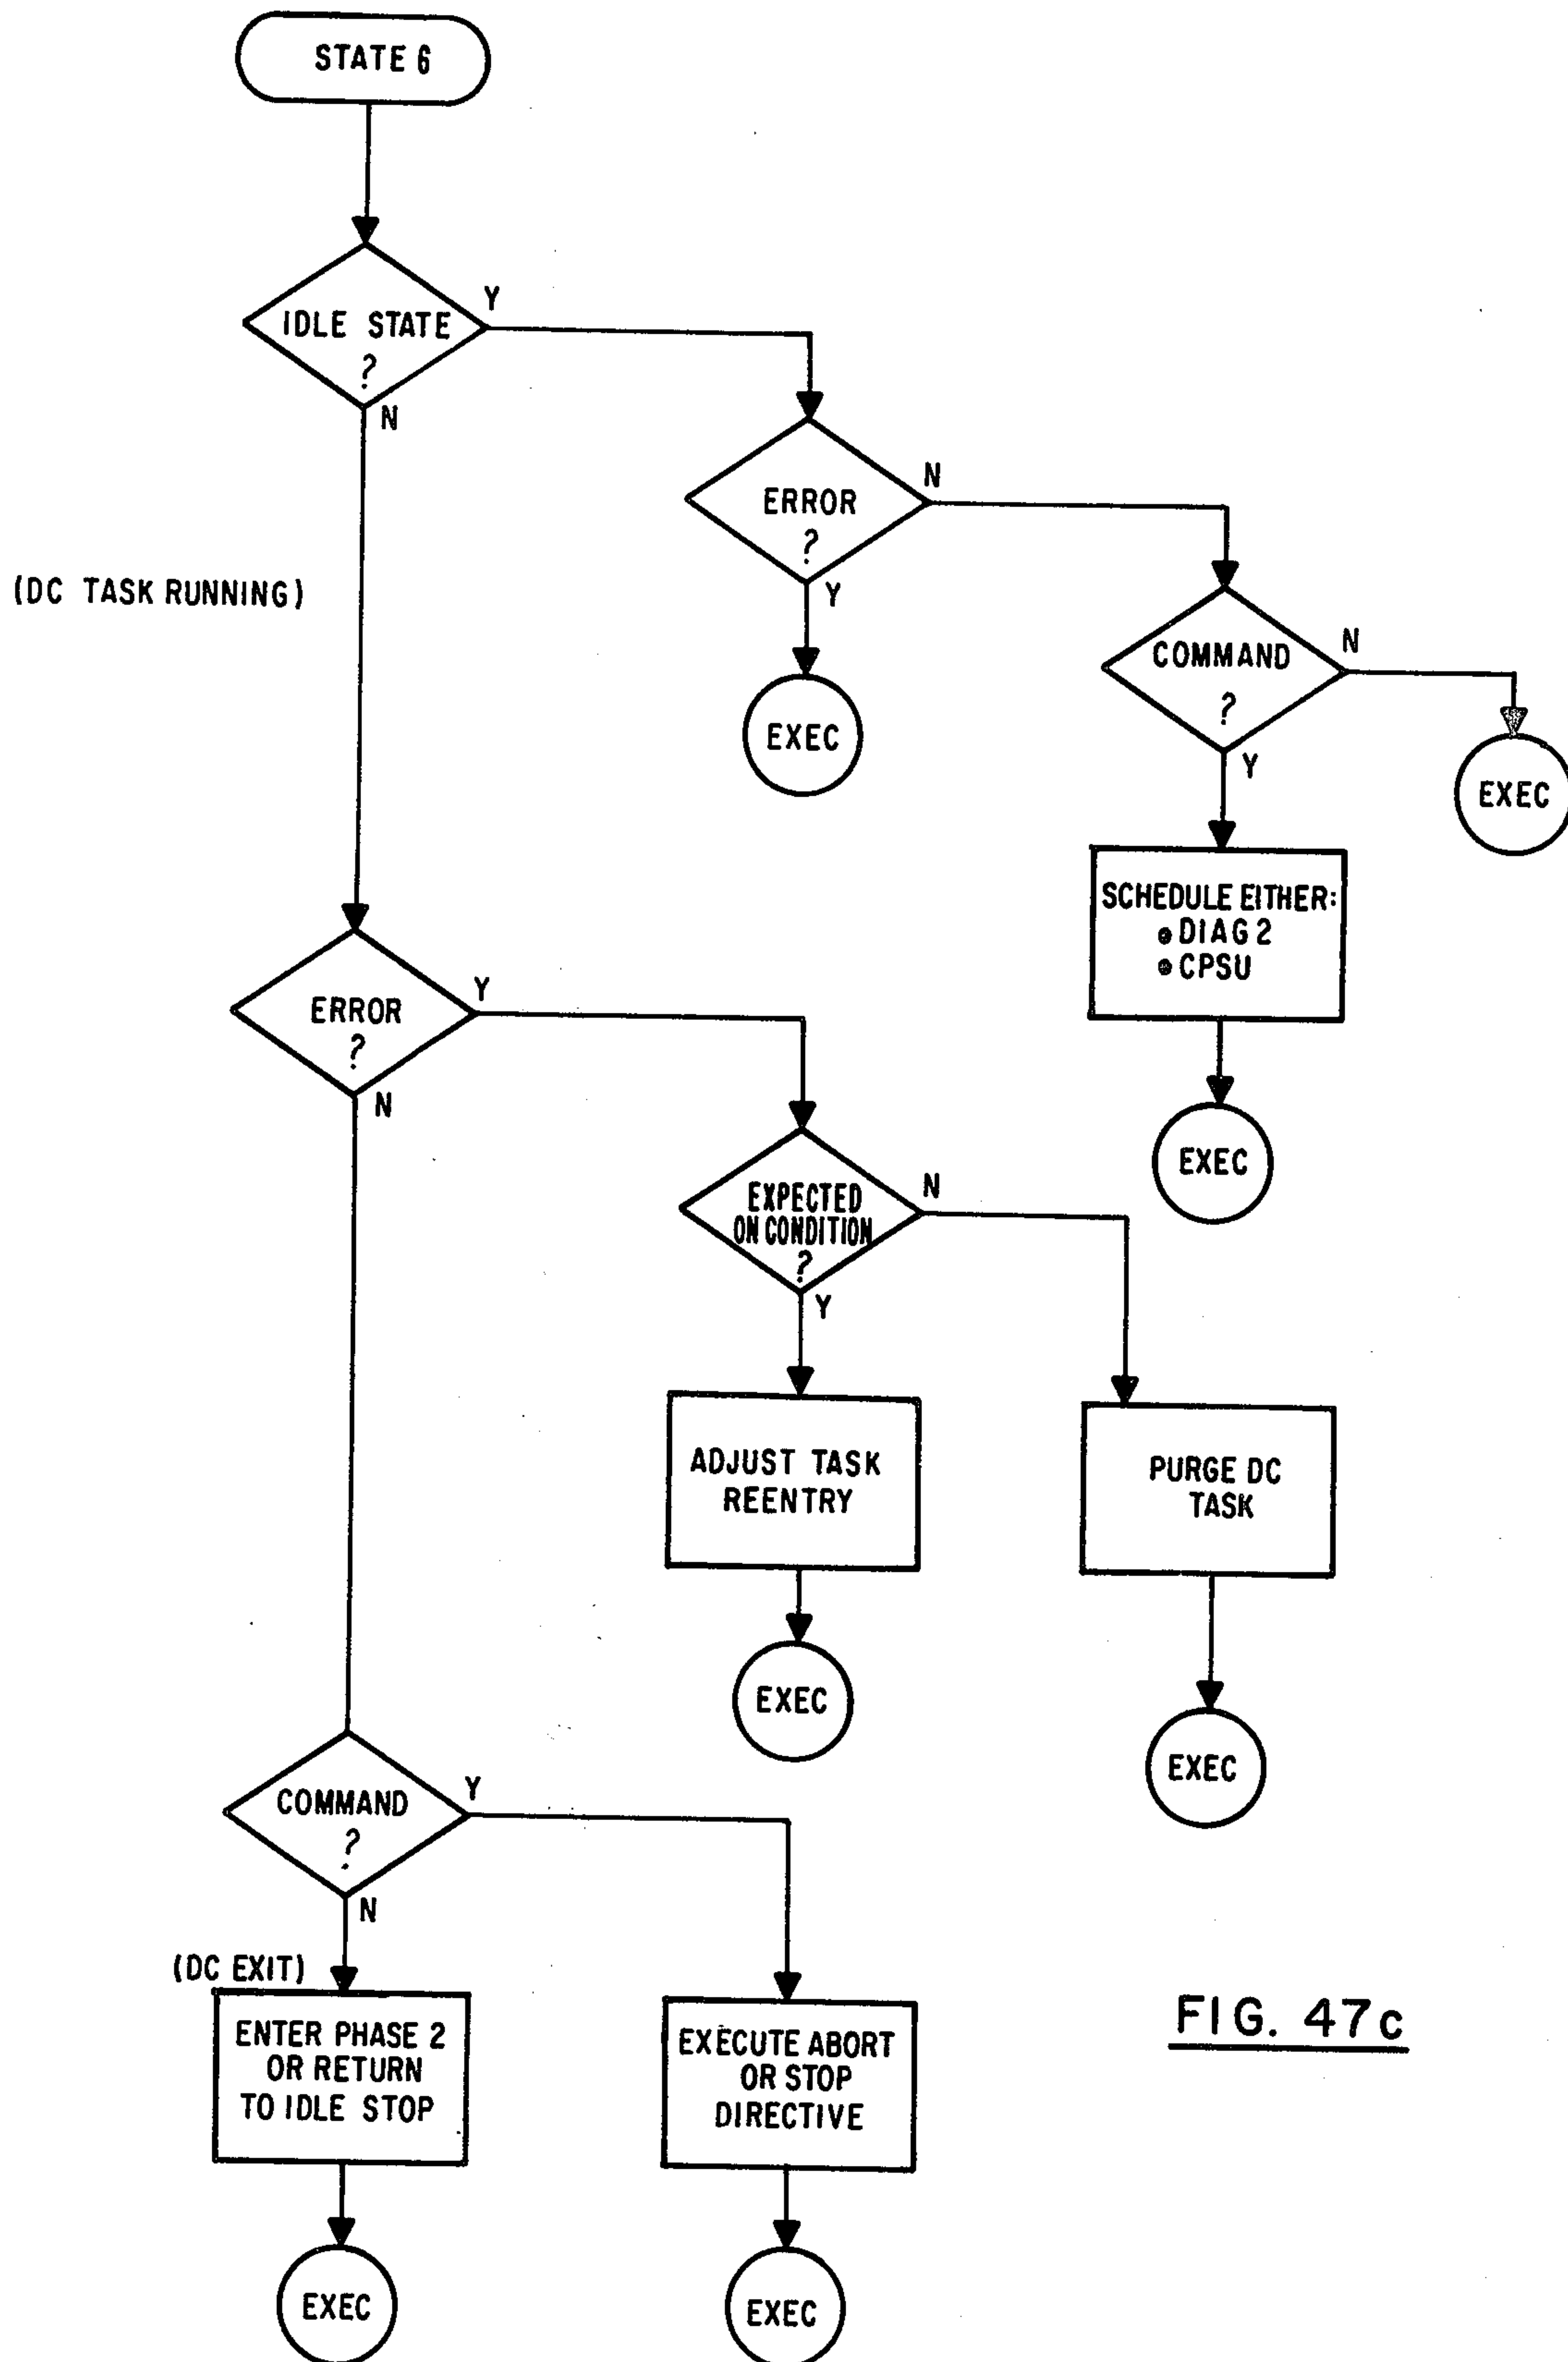 STATE 6
IDLE STATE
?
Y
N
ERROR
?
N
Y
(DC TASK RUNNING)
EXEC
COMMAND
?
N
Y
EXEC
SCHEDULE EITHER:
• DIAG 2
• CPSU
EXEC
ERROR
?
Y
N
EXPECTED
ON CONDITION
?
N
Y
ADJUST TASK
REENTRY
EXEC
PURGE DC
TASK
EXEC
COMMAND
?
Y
N
(DC EXIT)
ENTER PHASE 2
OR RETURN
TO IDLE STOP
EXEC
EXECUTE ABORT
OR STOP
DIRECTIVE
EXEC
FIG. 47c